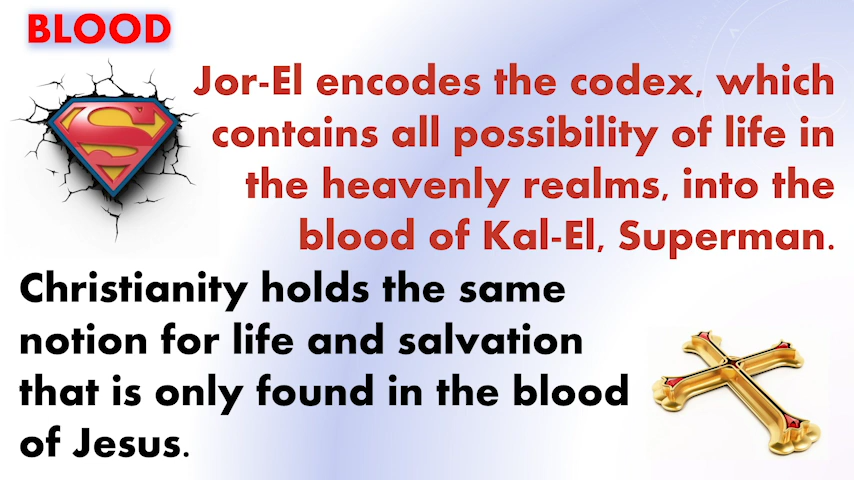 BLOOD
Jor-El encodes the codex, which
contains all possibility of life in
the heavenly realms, into the
blood of Kal-El, Superman.
Christianity holds the same
notion for life and salvation
that is only found in the blood
of Jesus.